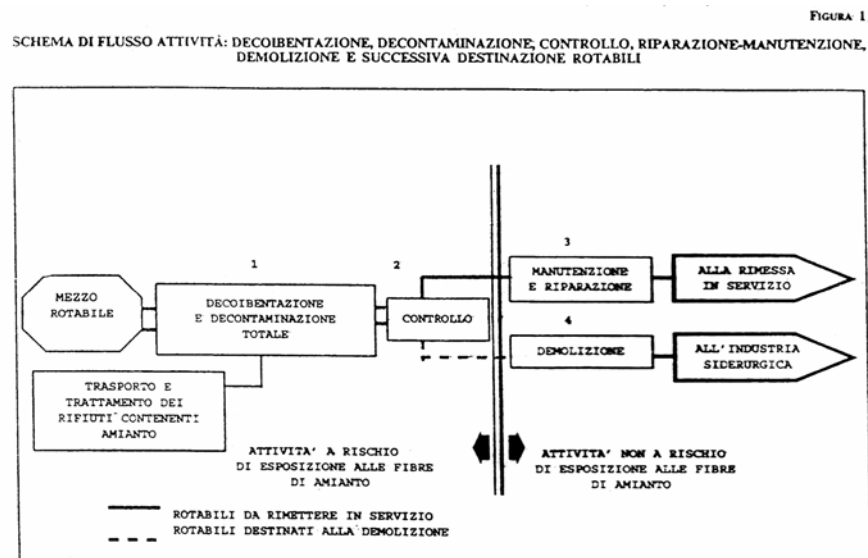 FIGURA 1
SCHEMA DI FLUSSO ATTIVITÀ: DECOIBENTAZIONE, DECONTAMINAZIONE, CONTROLLO, RIPARAZIONE-MANUTENZIONE,
DEMOLIZIONE E SUCCESSIVA DESTINAZIONE ROTABILI
1
2
3
MEZZO
ROTABILE
DECOIBENTAZIONE
E DECONTAMINAZIONE
TOTALE
CONTROLLO
MANUTENZIONE
E RIPARAZIONE
ALLA RIMESSA
IN SERVIZIO
4
DEMOLIZIONE
ALL'INDUSTRIA
SIDERURGICA
TRASPORTO E
TRATTAMENTO DEI
RIFIUTI CONTENENTI
AMIANTO
ATTIVITA' A RISCHIO
DI ESPOSIZIONE ALLE FIBRE
DI AMIANTO
ATTIVITA' NON A RISCHIO
DI ESPOSIZIONE ALLE FIBRE
DI AMIANTO
ROTABILI DA RIMETTERE IN SERVIZIO
ROTABILI DESTINATI ALLA DEMOLIZIONE